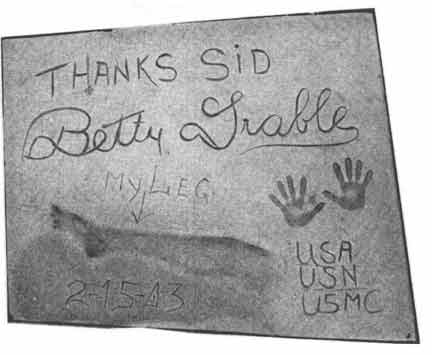 THANKS SID
Betty Grable
MY LEG
USA
USN
USMC
2-15-43